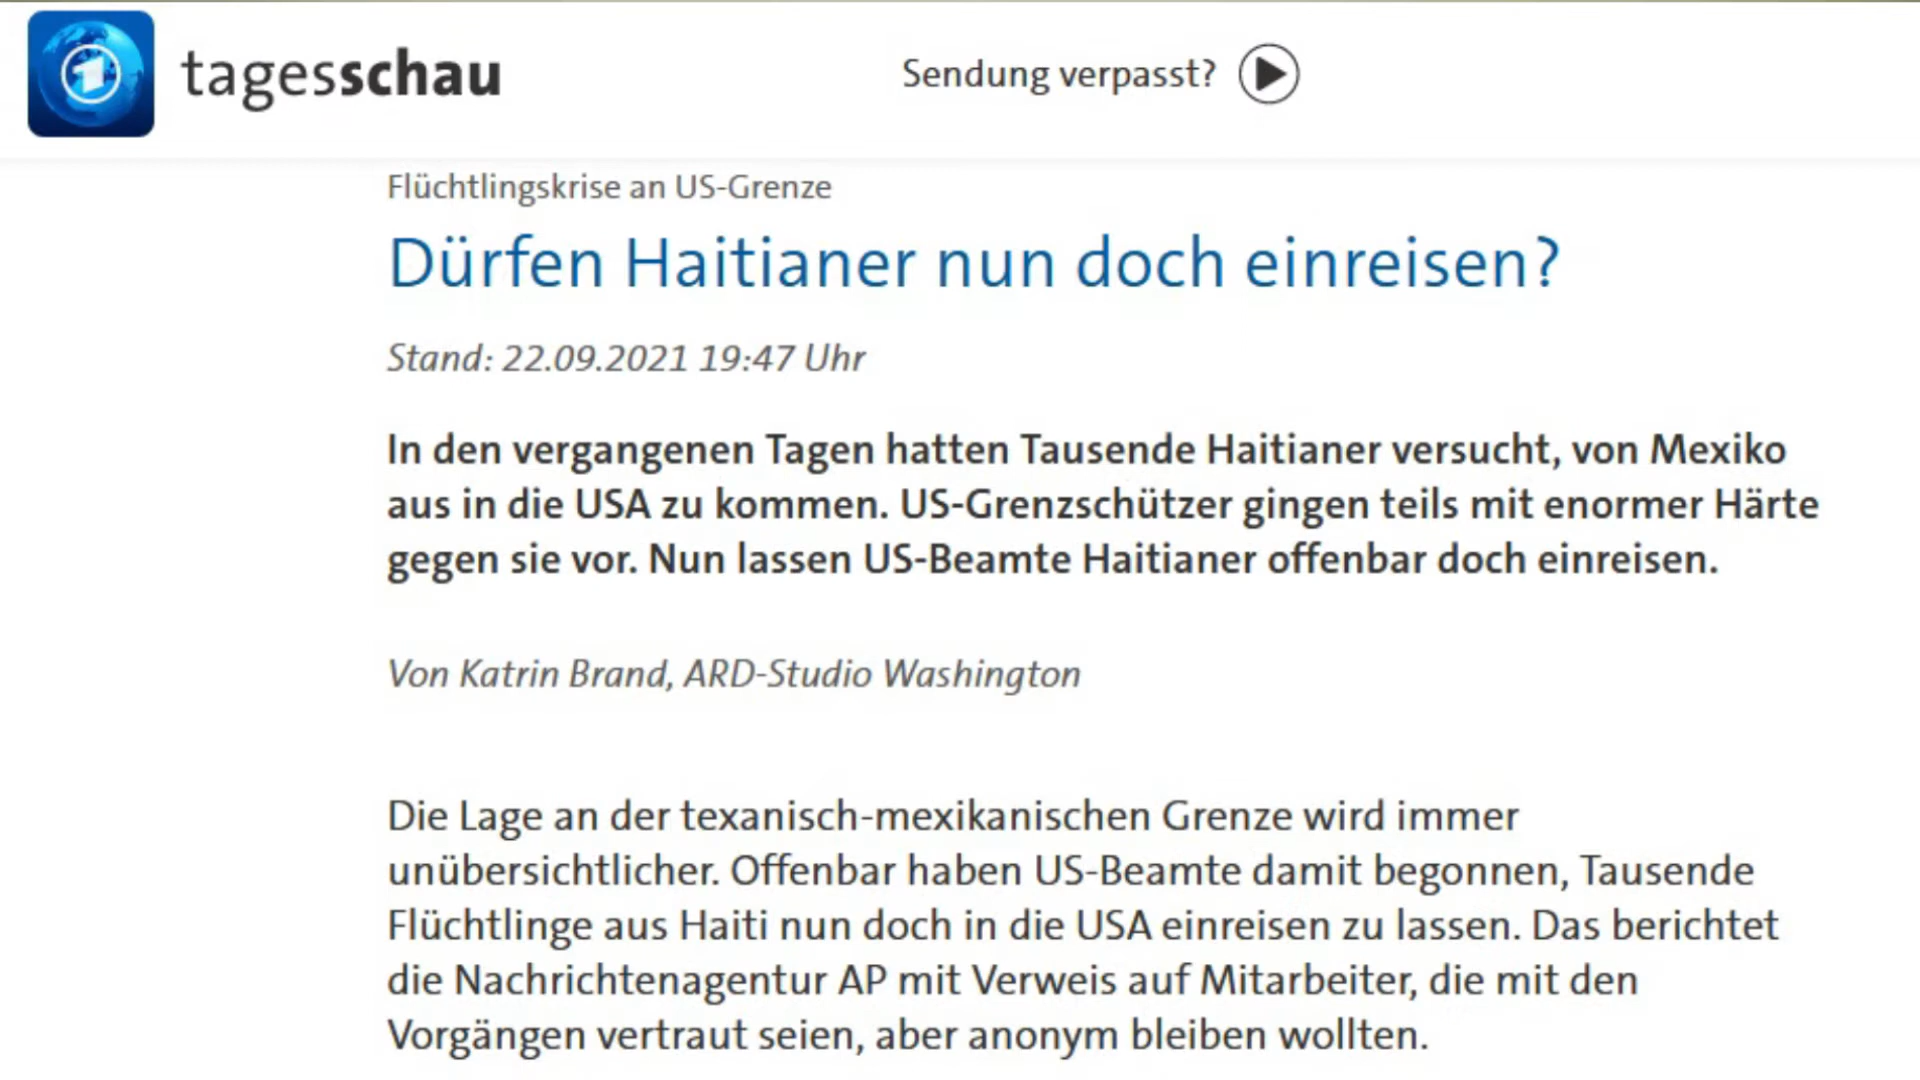 tagesschau
Sendung verpasst?
Flüchtlingskrise an US-Grenze
Dürfen Haitianer nun doch einreisen?
Stand: 22.09.2021 19:47 Uhr
In den vergangenen Tagen hatten Tausende Haitianer versucht, von Mexiko
aus in die USA zu kommen. US-Grenzschützer gingen teils mit enormer Härte
gegen sie vor. Nun lassen US-Beamte Haitianer offenbar doch einreisen.
Von Katrin Brand, ARD-Studio Washington
Die Lage an der texanisch-mexikanischen Grenze wird immer
unübersichtlicher. Offenbar haben US-Beamte damit begonnen, Tausende
Flüchtlinge aus Haiti nun doch in die USA einreisen zu lassen. Das berichtet
die Nachrichtenagentur AP mit Verweis auf Mitarbeiter, die mit den
Vorgängen vertraut seien, aber anonym bleiben wollten.